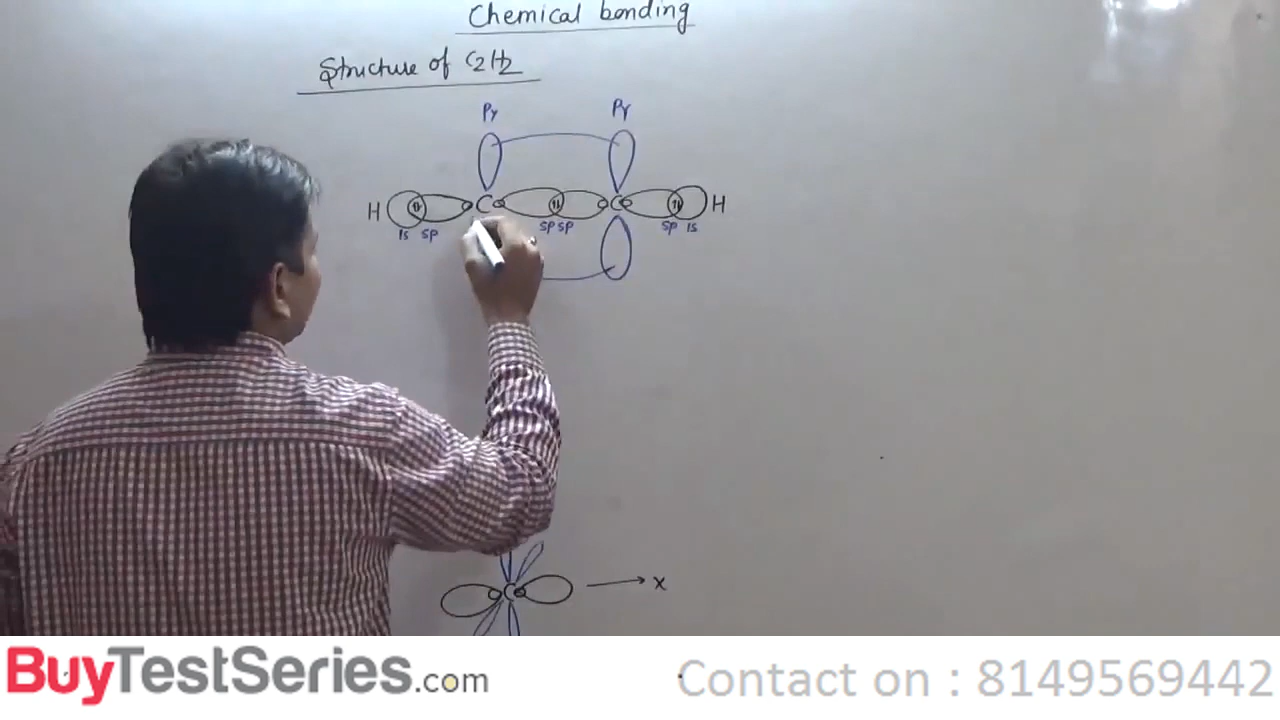 Chemical bonding
Structure of C2H2
Py Py
H C C H
1s sp sp sp sp 1s
C x
BuyTestSeries.com
Contact on : 8149569442